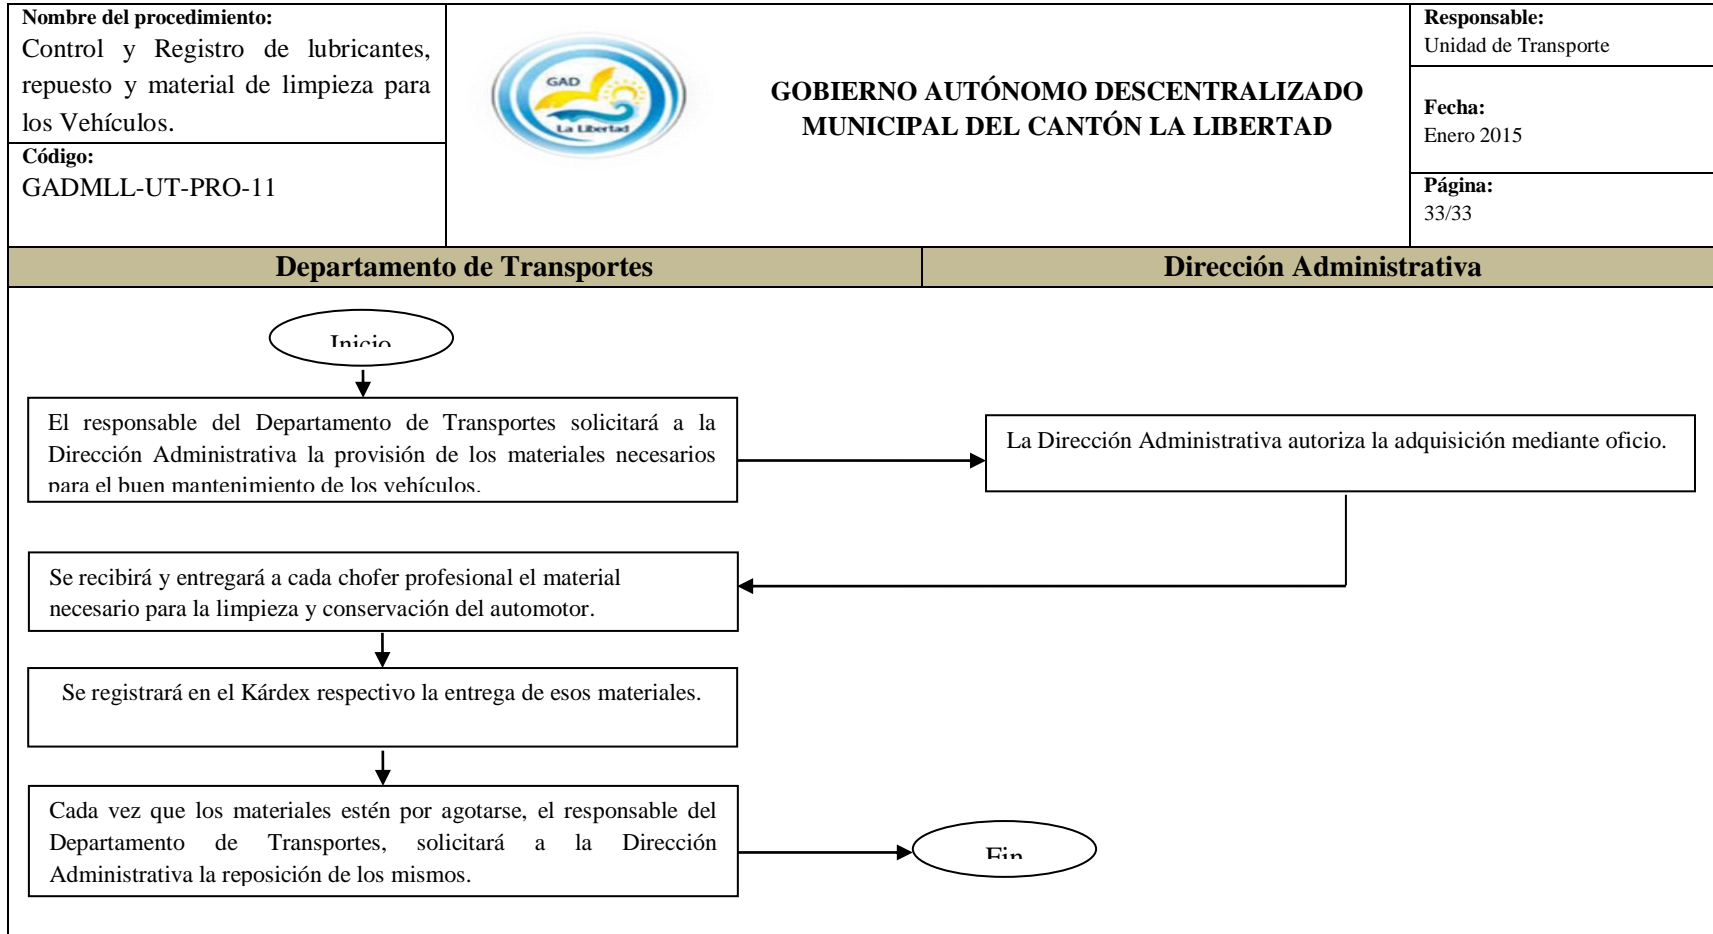 Nombre del procedimiento:
Control y Registro de lubricantes,
repuesto y material de limpieza para
los Vehículos.
Código:
GADMLL-UT-PRO-11
GAD
La Libertad
GOBIERNO AUTÓNOMO DESCENTRALIZADO
MUNICIPAL DEL CANTÓN LA LIBERTAD
Responsable:
Unidad de Transporte
Fecha:
Enero 2015
Página:
33/33
Departamento de Transportes
Dirección Administrativa
Inicio
El responsable del Departamento de Transportes solicitará a la
Dirección Administrativa la provisión de los materiales necesarios
para el buen mantenimiento de los vehículos.
La Dirección Administrativa autoriza la adquisición mediante oficio.
Se recibirá y entregará a cada chofer profesional el material
necesario para la limpieza y conservación del automotor.
Se registrará en el Kárdex respectivo la entrega de esos materiales.
Cada vez que los materiales estén por agotarse, el responsable del
Departamento de Transportes, solicitará a la Dirección
Administrativa la reposición de los mismos.
Fin